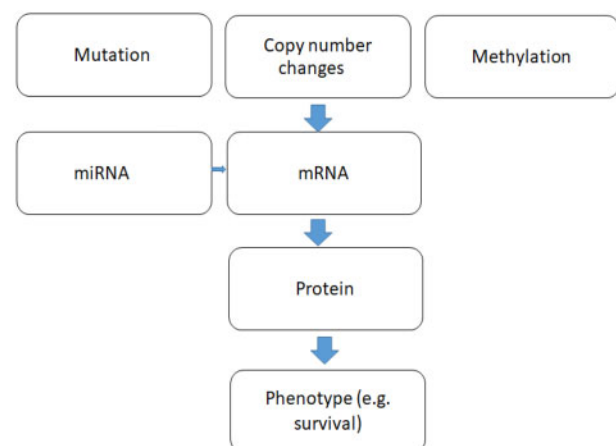 Mutation
Copy number
changes
Methylation
miRNA
mRNA
Protein
Phenotype (e.g.
survival)